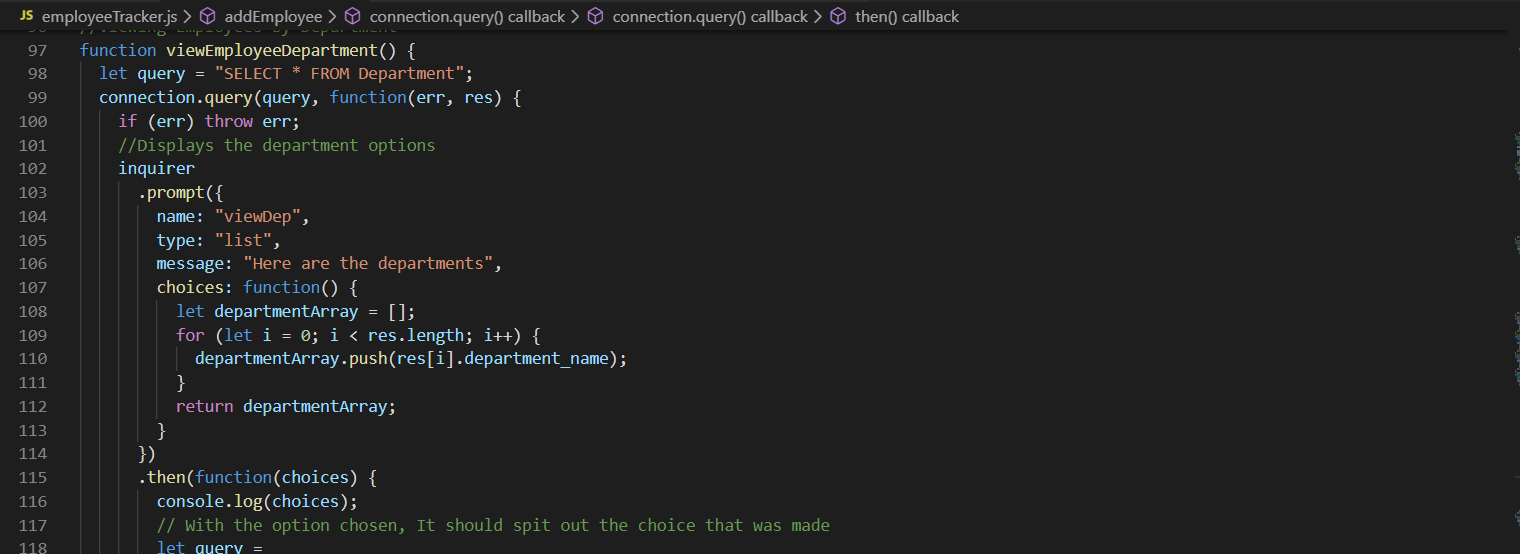 JS employeeTracker.js > addEmployee > connection.query() callback > connection.query() callback > then() callback
96 //Viewing Employees by Department
97 function viewEmployeeDepartment() {
98 let query = "SELECT * FROM Department";
99 connection.query(query, function(err, res) {
100 if (err) throw err;
101 //Displays the department options
102 inquirer
103 .prompt({
104 name: "viewDep",
105 type: "list",
106 message: "Here are the departments",
107 choices: function() {
108 let departmentArray = [];
109 for (let i = 0; i < res.length; i++) {
110 departmentArray.push(res[i].department_name);
111 }
112 return departmentArray;
113 }
114 })
115 .then(function(choices) {
116 console.log(choices);
117 // With the option chosen, It should spit out the choice that was made
118 let query =